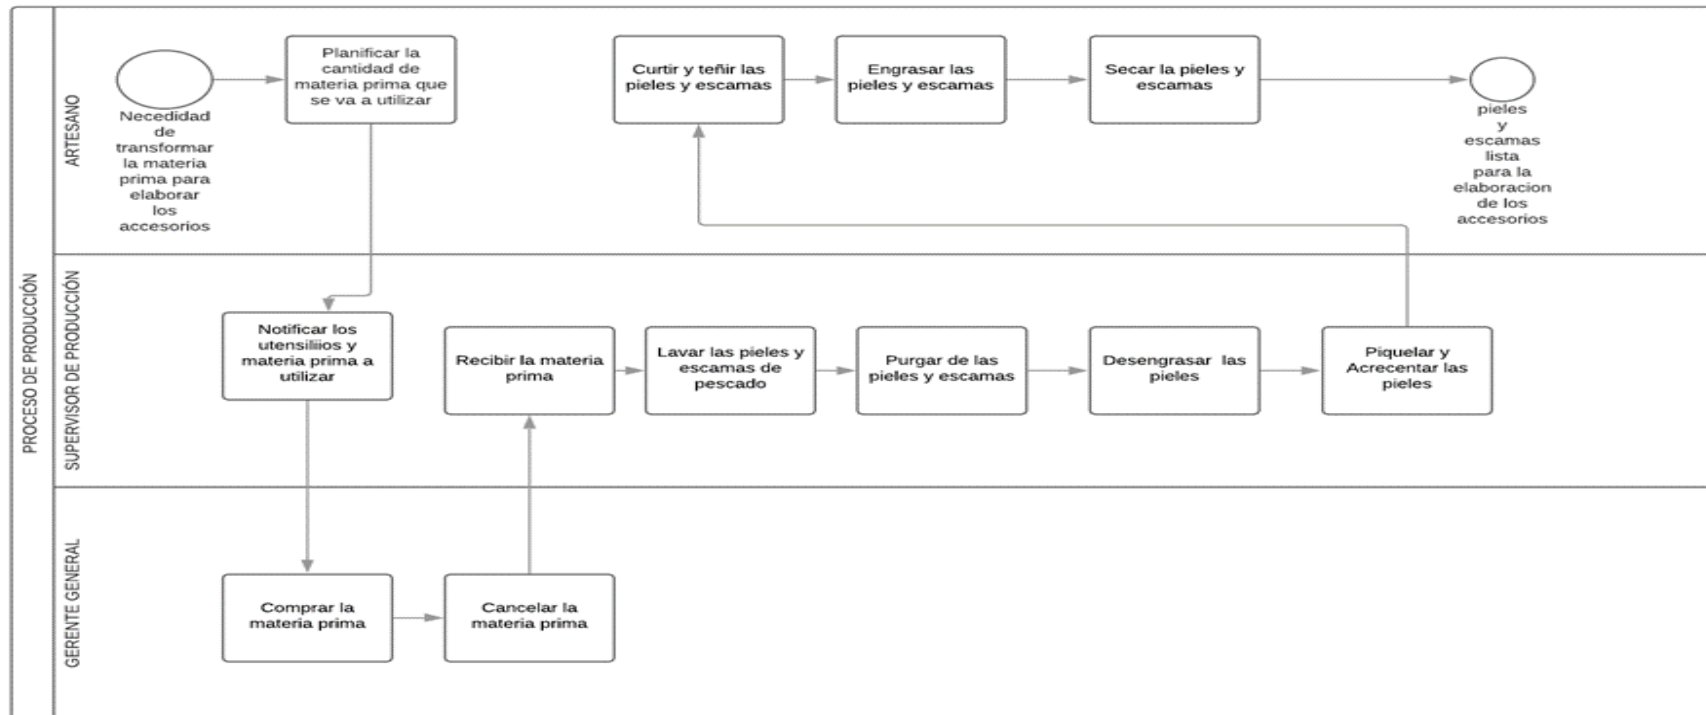 PROCESO DE PRODUCCIÓN
ARTESANO
Necedidad
de
transformar
la materia
prima para
elaborar
los
accesorios
Planificar la
cantidad de
materia prima que
se va a utilizar
Curtir y teñir las
pieles y escamas
Engrasar las
pieles y escamas
Secar la pieles y
escamas
pieles
y
escamas
lista
para la
elaboracion
de los
accesorios
SUPERVISOR DE PRODUCCIÓN
Notificar los
utensiliios y
materia prima a
utilizar
Recibir la materia
prima
Lavar las pieles y
escamas de
pescado
Purgar de las
pieles y escamas
Desengrasar las
pieles
Piquelar y
Acrecentar las
pieles
GERENTE GENERAL
Comprar la
materia prima
Cancelar la
materia prima